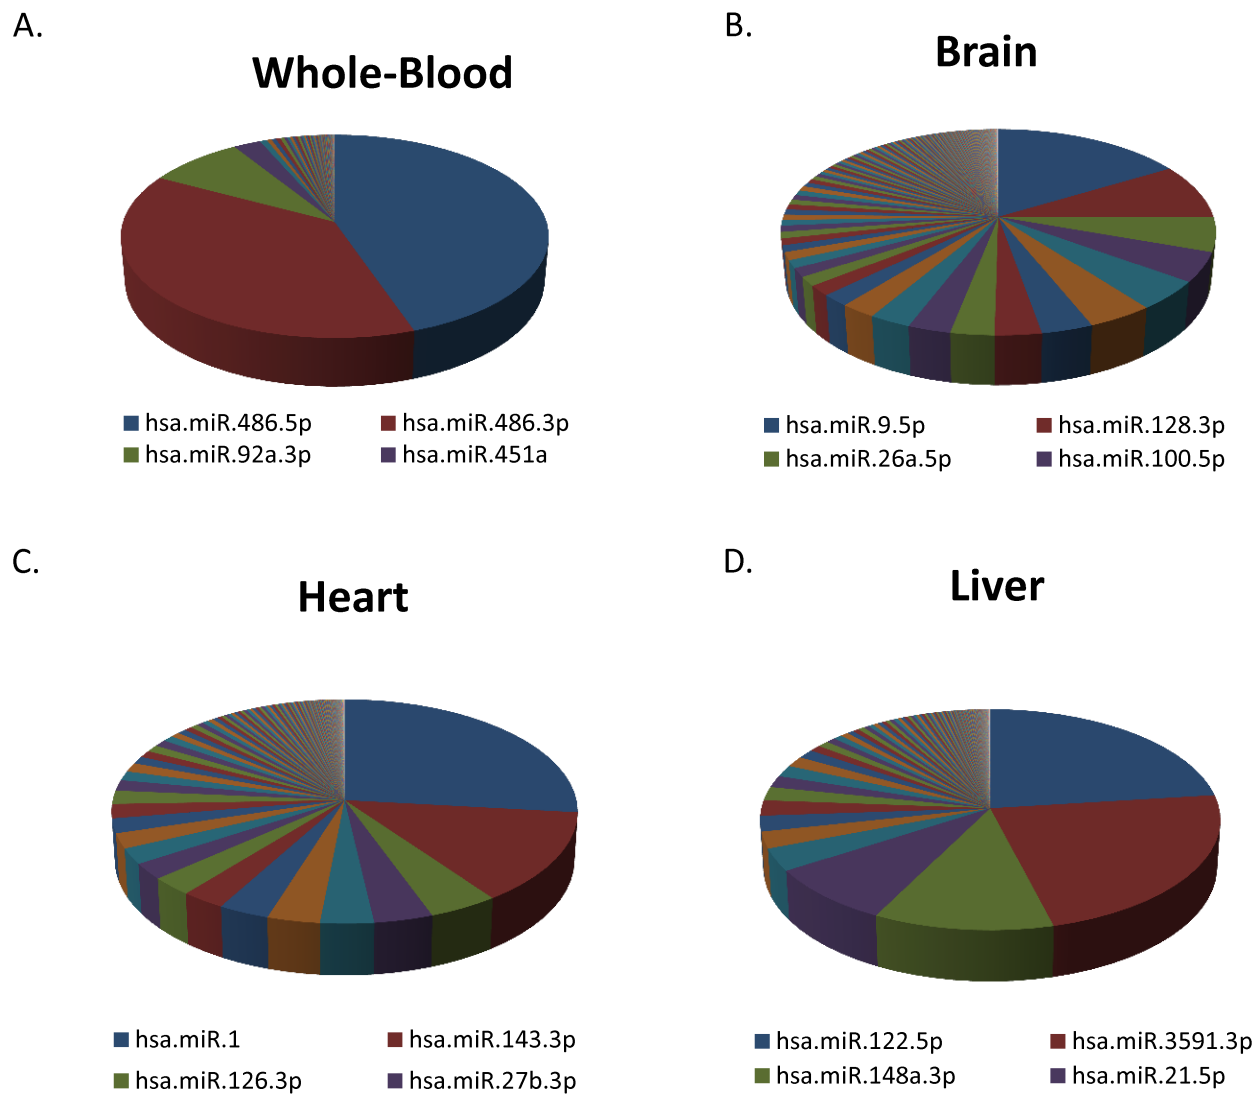 A.
Whole-Blood
hsa.miR.486.5p
hsa.miR.486.3p
hsa.miR.92a.3p
hsa.miR.451a
B.
Brain
hsa.miR.9.5p
hsa.miR.128.3p
hsa.miR.26a.5p
hsa.miR.100.5p
C.
Heart
hsa.miR.1
hsa.miR.143.3p
hsa.miR.126.3p
hsa.miR.27b.3p
D.
Liver
hsa.miR.122.5p
hsa.miR.3591.3p
hsa.miR.148a.3p
hsa.miR.21.5p